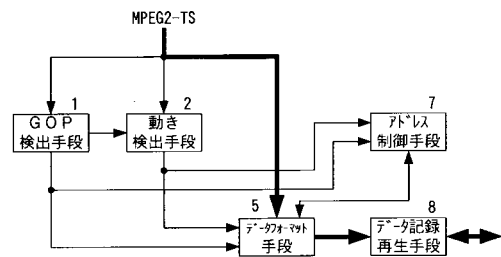 MPEG2-TS
1
GOP
検出手段
2
動き
検出手段
7
アドレス
制御手段
5
データフォーマット
手段
8
データ記録
再生手段